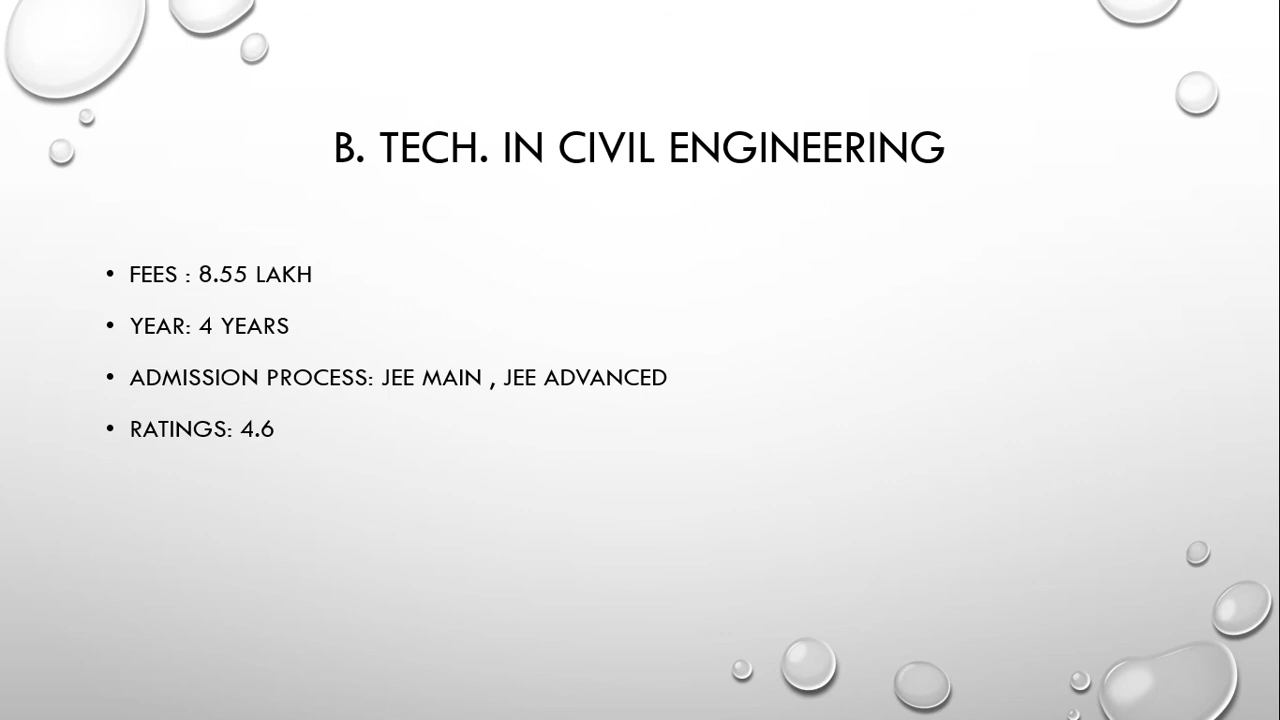 B. TECH. IN CIVIL ENGINEERING
• FEES : 8.55 LAKH
• YEAR: 4 YEARS
• ADMISSION PROCESS: JEE MAIN , JEE ADVANCED
• RATINGS: 4.6